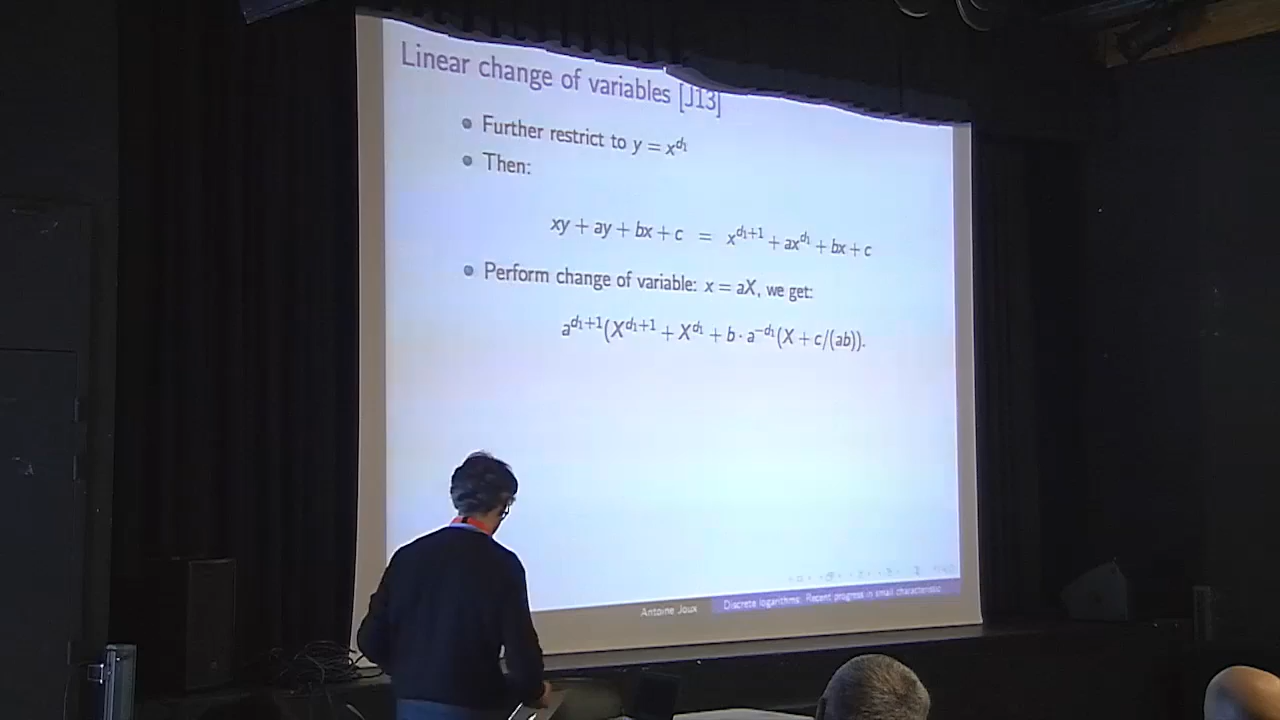 Linear change of variables [J13]
Further restrict to y = x^{d_1}
Then:
xy + ay + bx + c = x^{d_1+1} + ax^{d_1} + bx + c
Perform change of variable: x = aX, we get:
a^{d_1+1}(X^{d_1+1} + X^{d_1} + b · a^{-d_1}(X + c/(ab)).
Antoine Joux Discrete logarithms: Recent progress in small characteristic